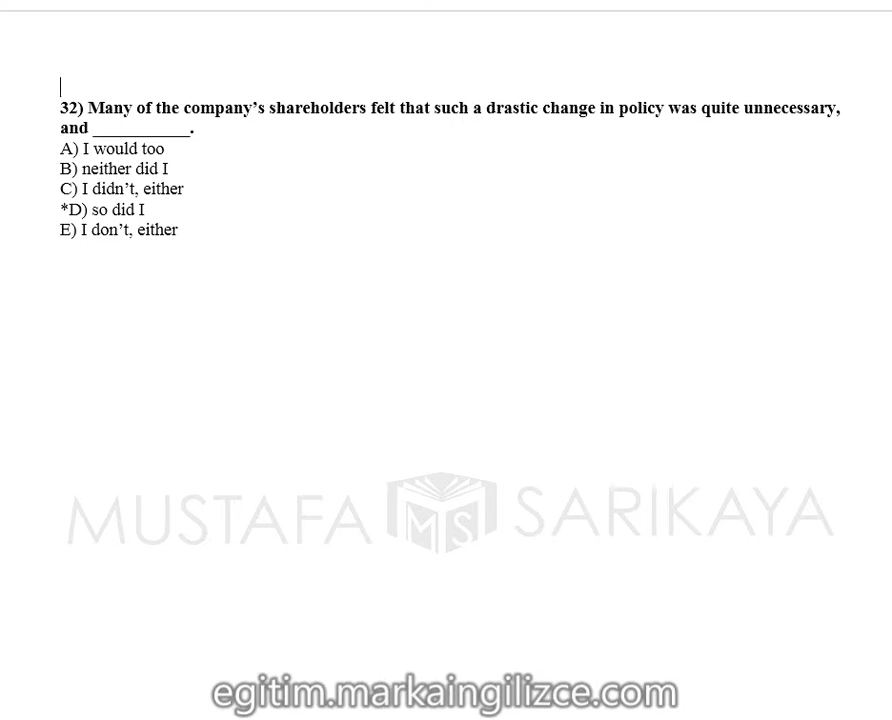 32) Many of the company’s shareholders felt that such a drastic change in policy was quite unnecessary,
and ___________.
A) I would too
B) neither did I
C) I didn’t, either
*D) so did I
E) I don’t, either
MUSTAFA MS SARIKAYA
egitim.markaingilizce.com